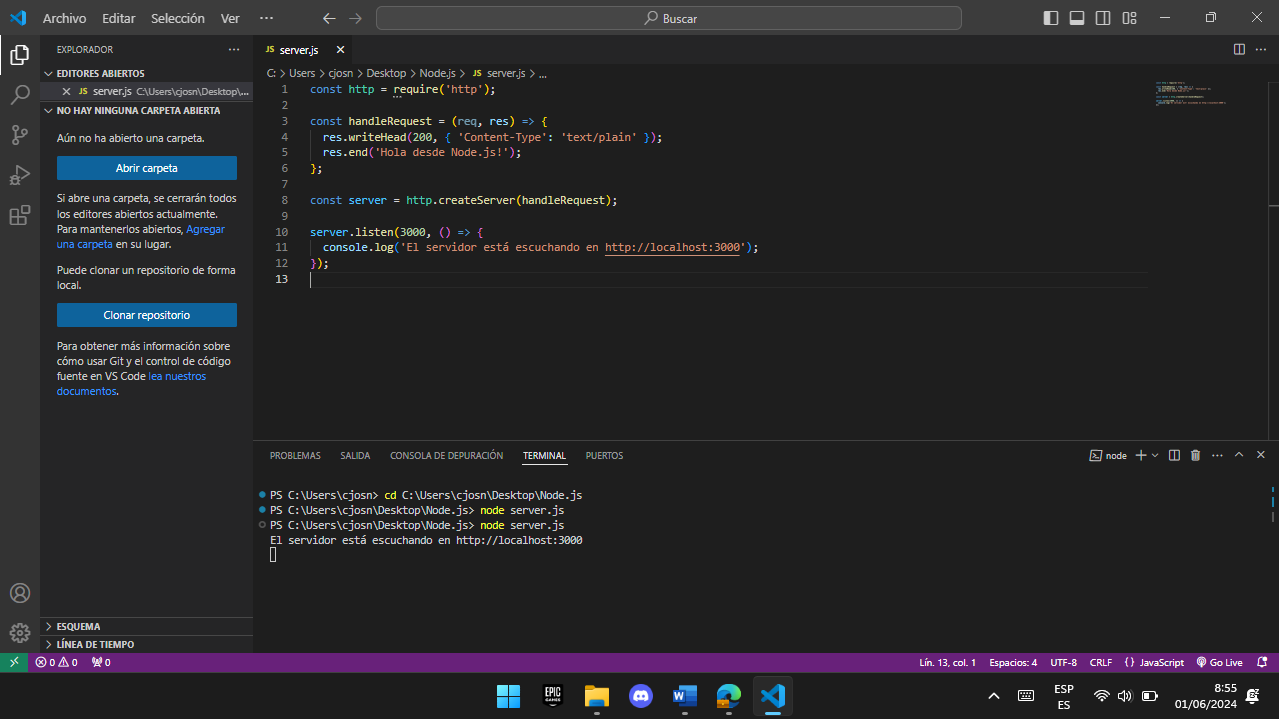 Archivo Editar Selección Ver ··· Buscar
EXPLORADOR ···
EDITORES ABIERTOS
JS server.js C:\Users\cjosn\Desktop\...
NO HAY NINGUNA CARPETA ABIERTA
Aún no ha abierto una carpeta.
Abrir carpeta
Si abre una carpeta, se cerrarán todos
los editores abiertos actualmente.
Para mantenerlos abiertos, Agregar
una carpeta en su lugar.
Puede clonar un repositorio de forma
local.
Clonar repositorio
Para obtener más información sobre
cómo usar Git y el control de código
fuente en VS Code lea nuestros
documentos.
ESQUEMA
LÍNEA DE TIEMPO
JS server.js
C: > Users > cjosn > Desktop > Node.js > JS server.js > ...
1 const http = require('http');
2
3 const handleRequest = (req, res) => {
4 res.writeHead(200, { 'Content-Type': 'text/plain' });
5 res.end('Hola desde Node.js!');
6 };
7
8 const server = http.createServer(handleRequest);
9
10 server.listen(3000, () => {
11 console.log('El servidor está escuchando en http://localhost:3000');
12 });
13
PROBLEMAS SALIDA CONSOLA DE DEPURACIÓN TERMINAL PUERTOS node
PS C:\Users\cjosn> cd C:\Users\cjosn\Desktop\Node.js
PS C:\Users\cjosn\Desktop\Node.js> node server.js
PS C:\Users\cjosn\Desktop\Node.js> node server.js
El servidor está escuchando en http://localhost:3000
0 0 0 Lín. 13, col. 1 Espacios: 4 UTF-8 CRLF {} JavaScript Go Live
EPIC GAMES
ESP
ES
8:55
01/06/2024